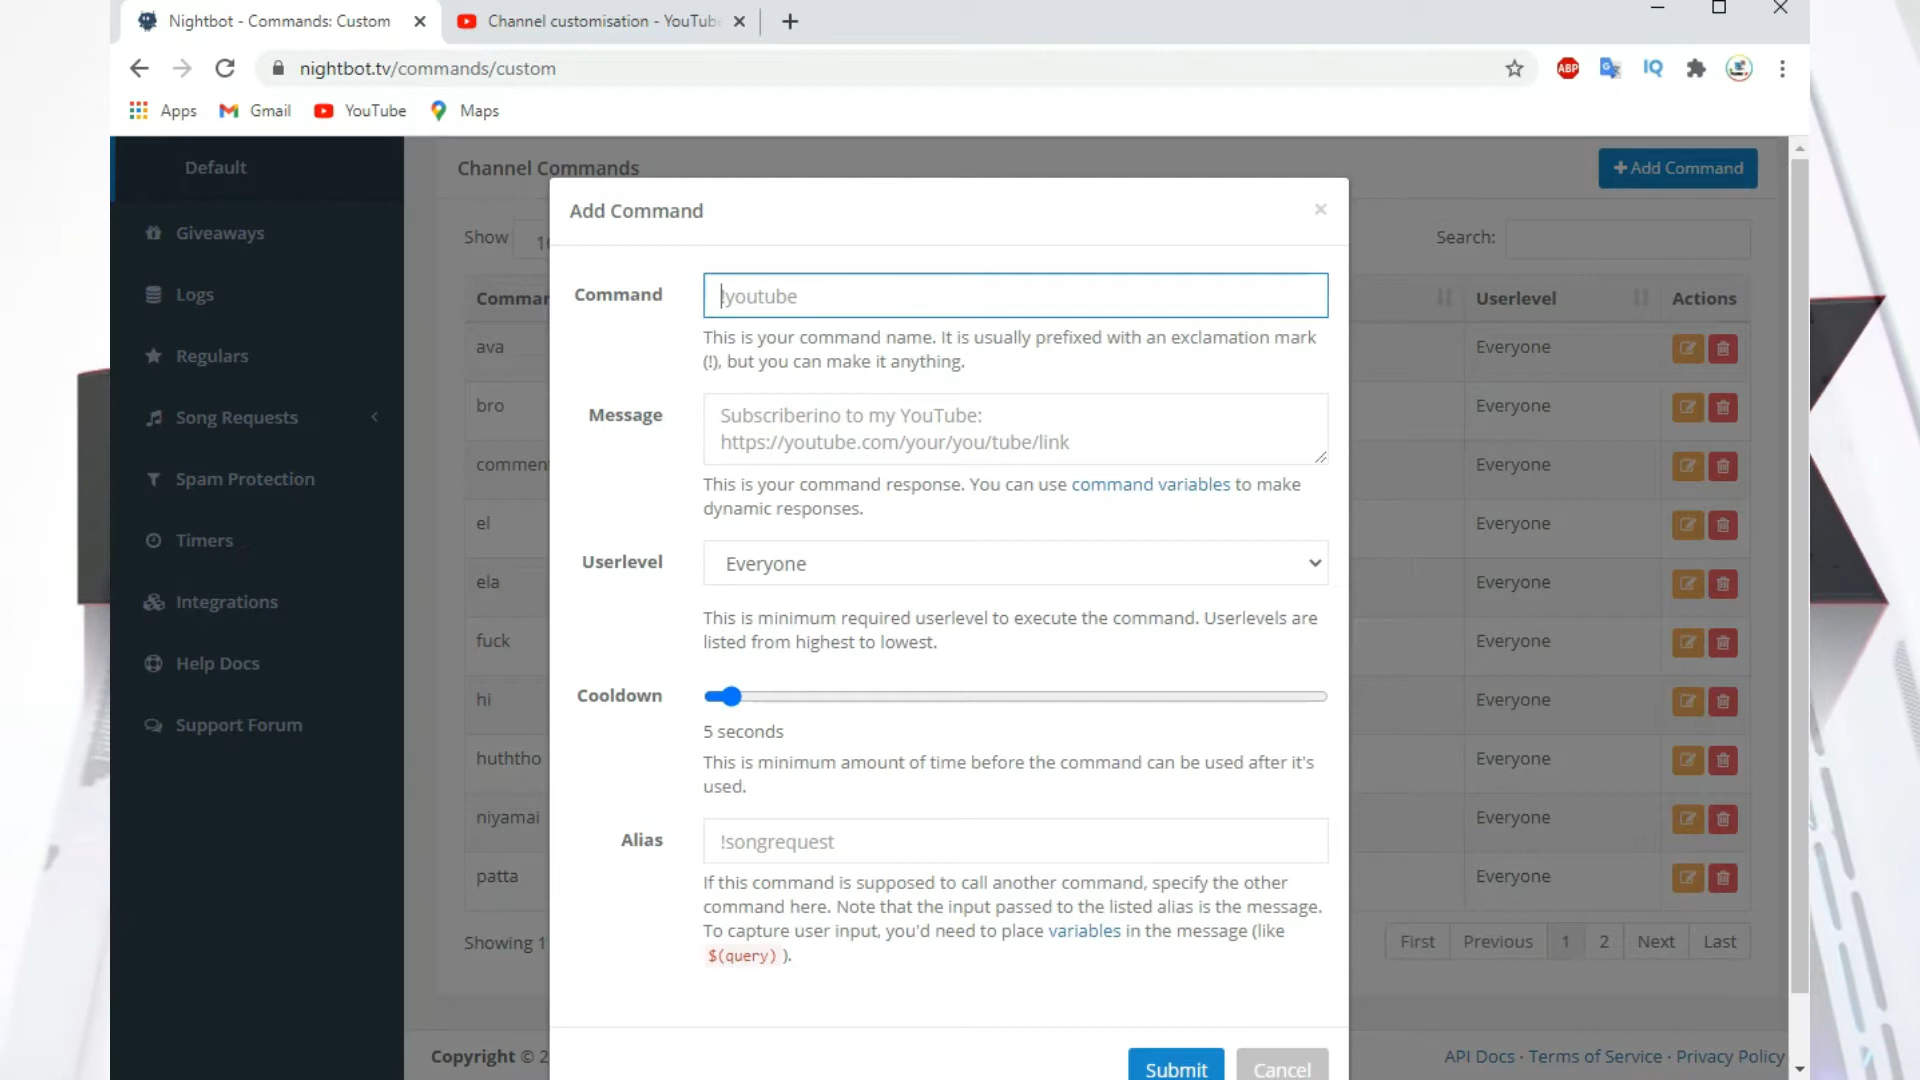 Nightbot - Commands: Custom
Channel customisation - YouTube
nightbot.tv/commands/custom
ABP
IQ
Apps
Gmail
YouTube
Maps
Default
Giveaways
Logs
Regulars
Song Requests
Spam Protection
Timers
Integrations
Help Docs
Support Forum
Channel Commands
+ Add Command
Show
Search:
Userlevel
Actions
ava
Everyone
bro
Everyone
Everyone
el
Everyone
ela
Everyone
fuck
Everyone
hi
Everyone
huththo
Everyone
niyamai
Everyone
patta
Everyone
Showing 1
First
Previous
1
2
Next
Last
Copyright ©
API Docs · Terms of Service · Privacy Policy
Add Command
×
Command
!youtube
This is your command name. It is usually prefixed with an exclamation mark
(!), but you can make it anything.
Message
Subscriberino to my YouTube:
https://youtube.com/your/you/tube/link
This is your command response. You can use command variables to make
dynamic responses.
Userlevel
Everyone
This is minimum required userlevel to execute the command. Userlevels are
listed from highest to lowest.
Cooldown
5 seconds
This is minimum amount of time before the command can be used after it's
used.
Alias
!songrequest
If this command is supposed to call another command, specify the other
command here. Note that the input passed to the listed alias is the message.
To capture user input, you'd need to place variables in the message (like
$(query) ).
Submit
Cancel